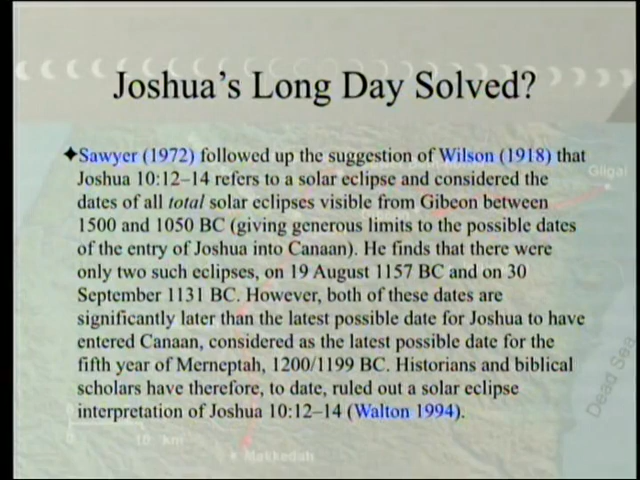 Joshua's Long Day Solved?
✦Sawyer (1972) followed up the suggestion of Wilson (1918) that
Joshua 10:12–14 refers to a solar eclipse and considered the
dates of all total solar eclipses visible from Gibeon between
1500 and 1050 BC (giving generous limits to the possible dates
of the entry of Joshua into Canaan). He finds that there were
only two such eclipses, on 19 August 1157 BC and on 30
September 1131 BC. However, both of these dates are
significantly later than the latest possible date for Joshua to have
entered Canaan, considered as the latest possible date for the
fifth year of Merneptah, 1200/1199 BC. Historians and biblical
scholars have therefore, to date, ruled out a solar eclipse
interpretation of Joshua 10:12–14 (Walton 1994).
Gilgal
Dead Sea
0 10 km
Makkedah